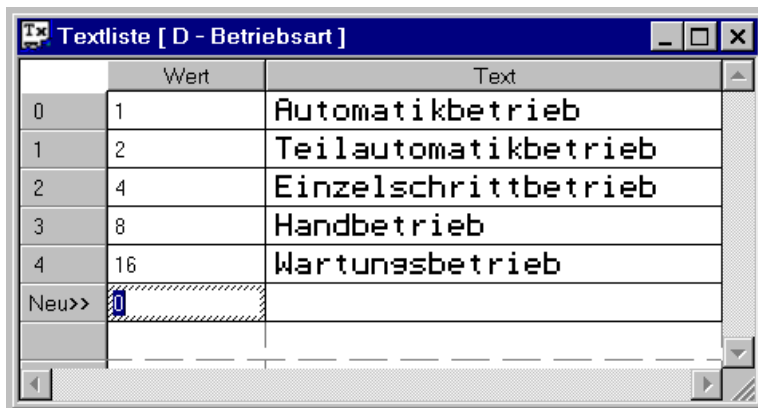 Tx Textliste [ D - Betriebsart ]
Wert Text
0 1 Automatikbetrieb
1 2 Teilautomatikbetrieb
2 4 Einzelschrittbetrieb
3 8 Handbetrieb
4 16 Wartungsbetrieb
Neu>> 0